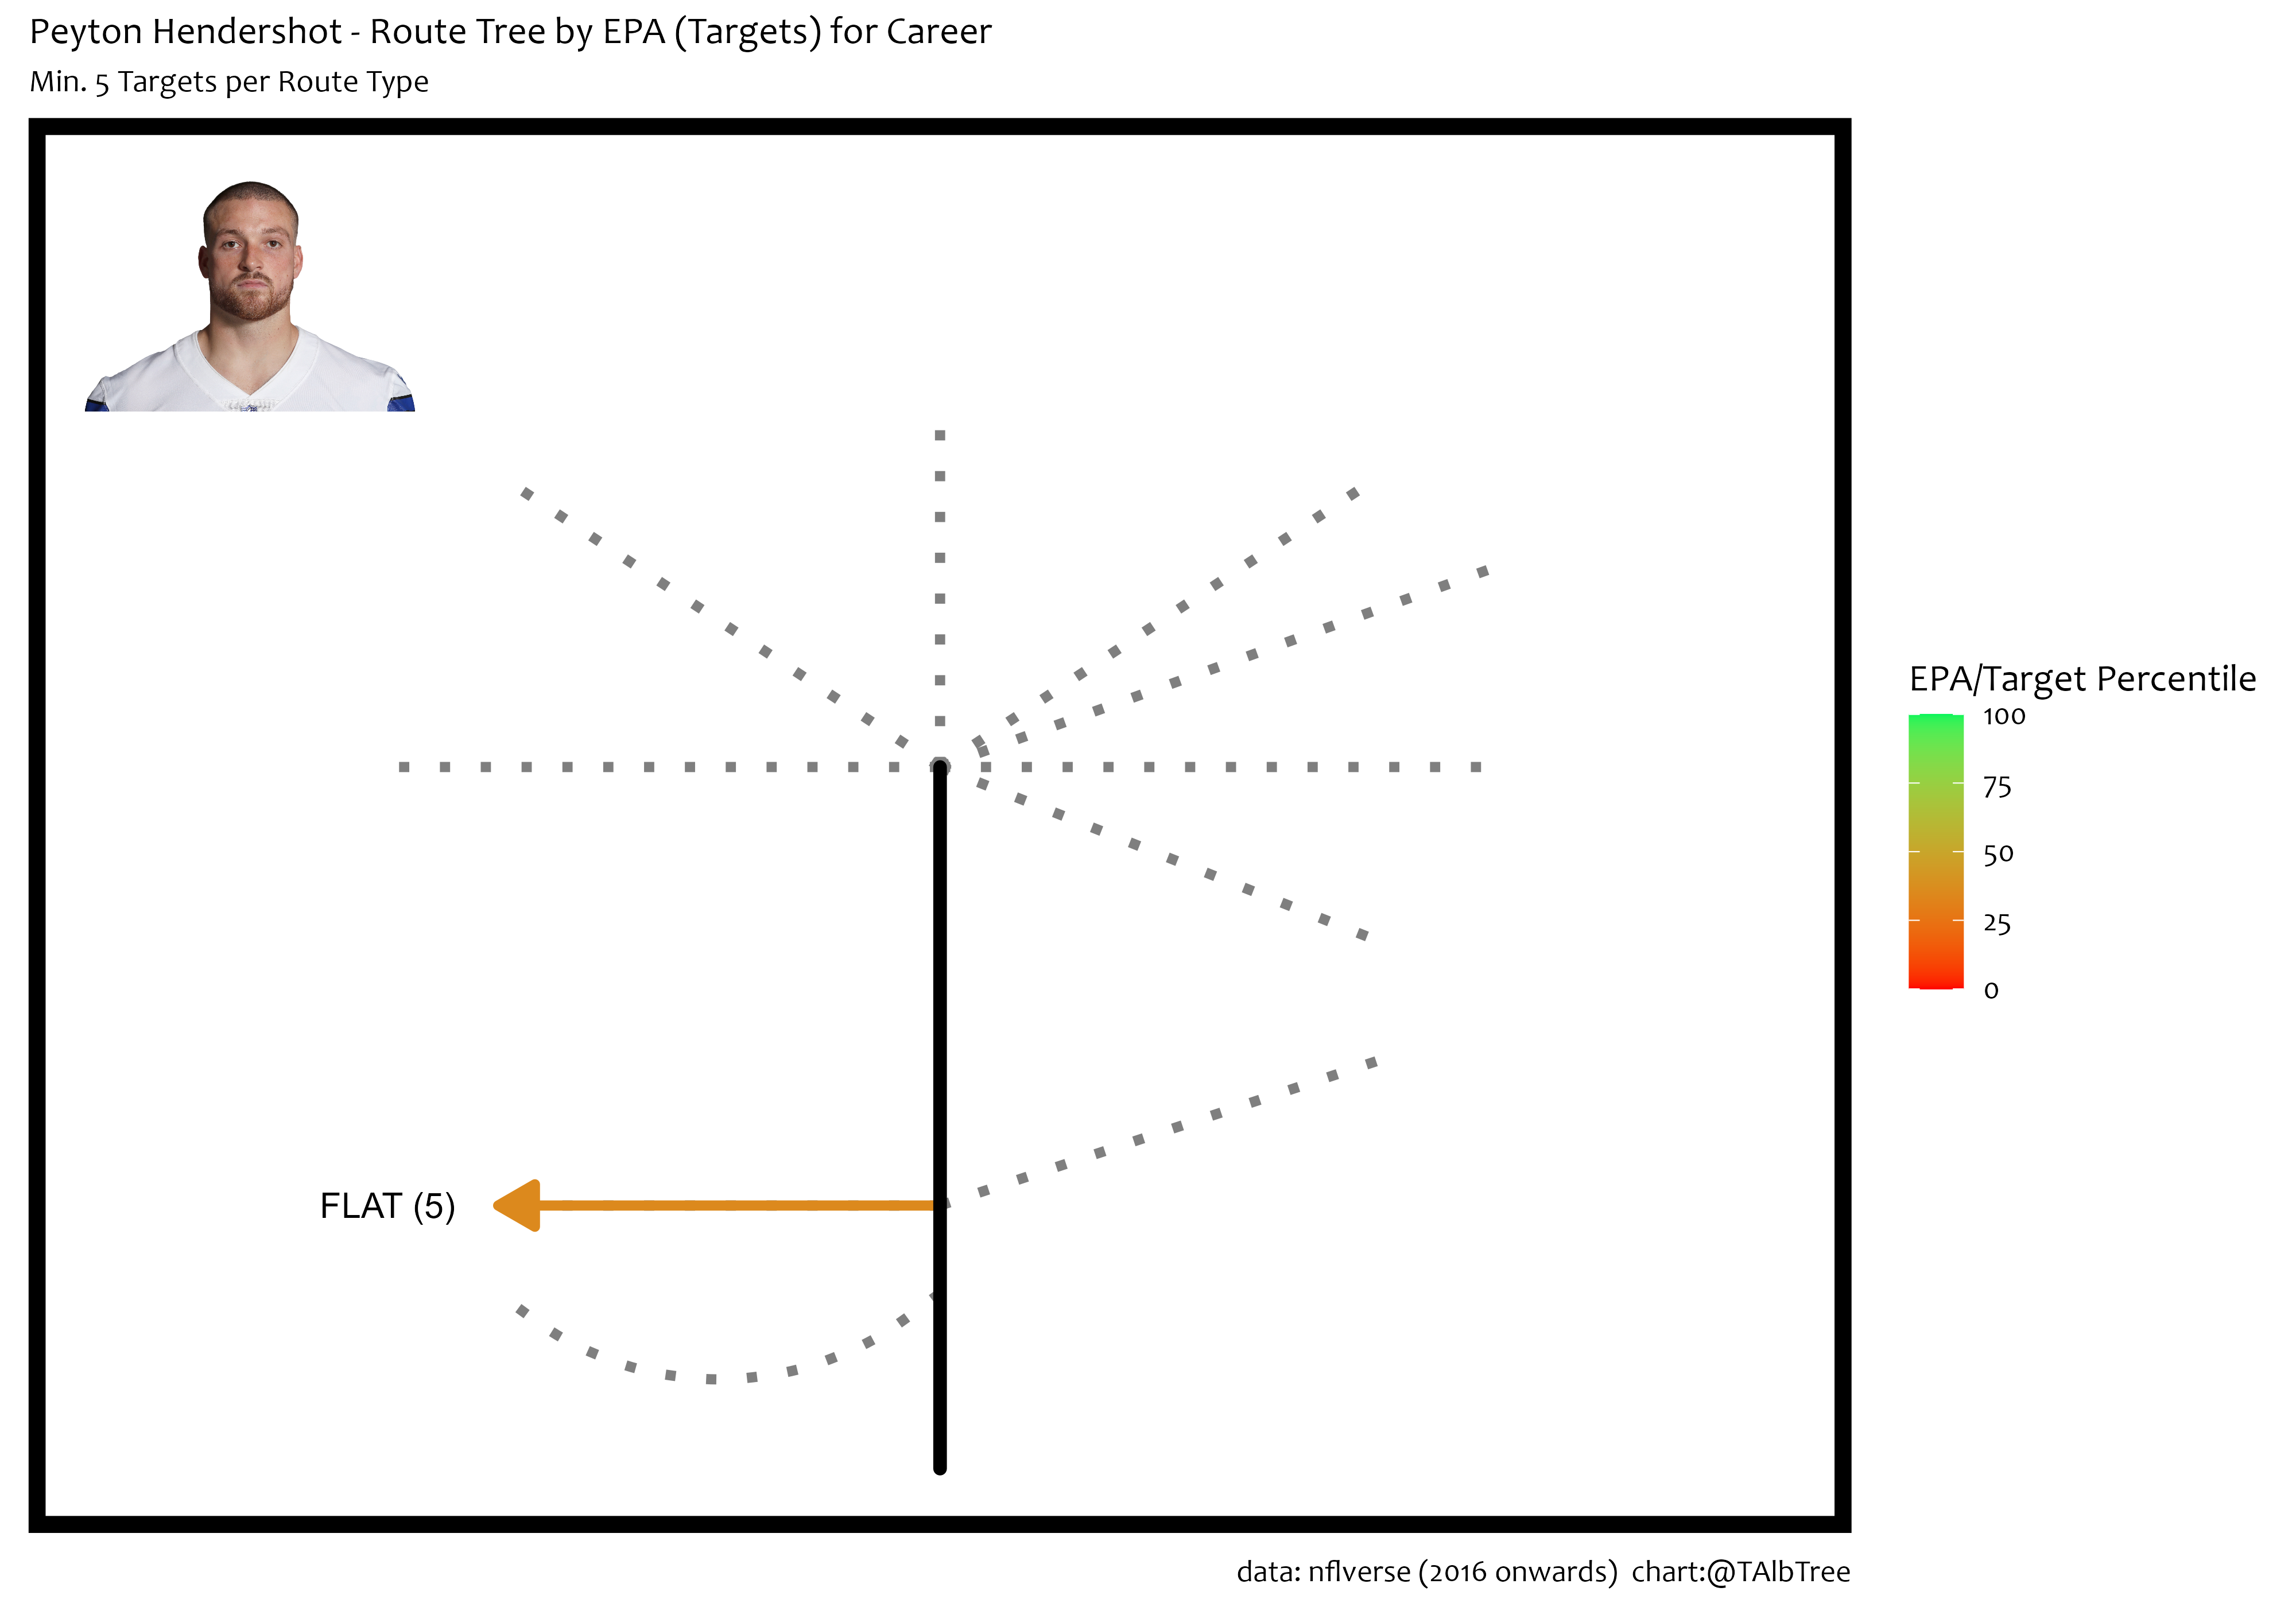 Peyton Hendershot - Route Tree by EPA (Targets) for Career
Min. 5 Targets per Route Type
EPA/Target Percentile
100
75
50
25
0
FLAT (5)
data: nflverse (2016 onwards)  chart:@TAlbTree